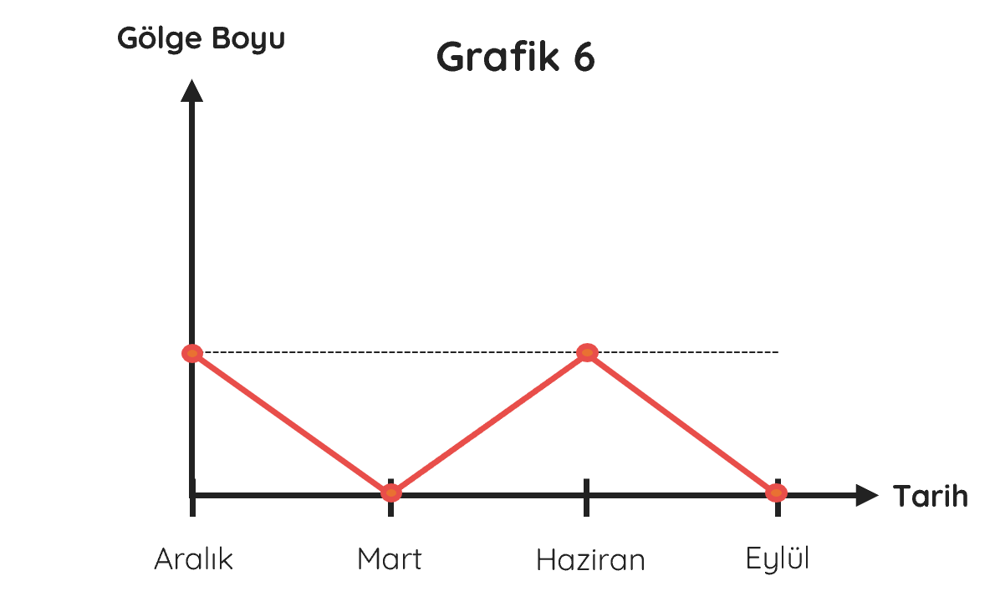 Gölge Boyu
Grafik 6
Tarih
Aralık
Mart
Haziran
Eylül